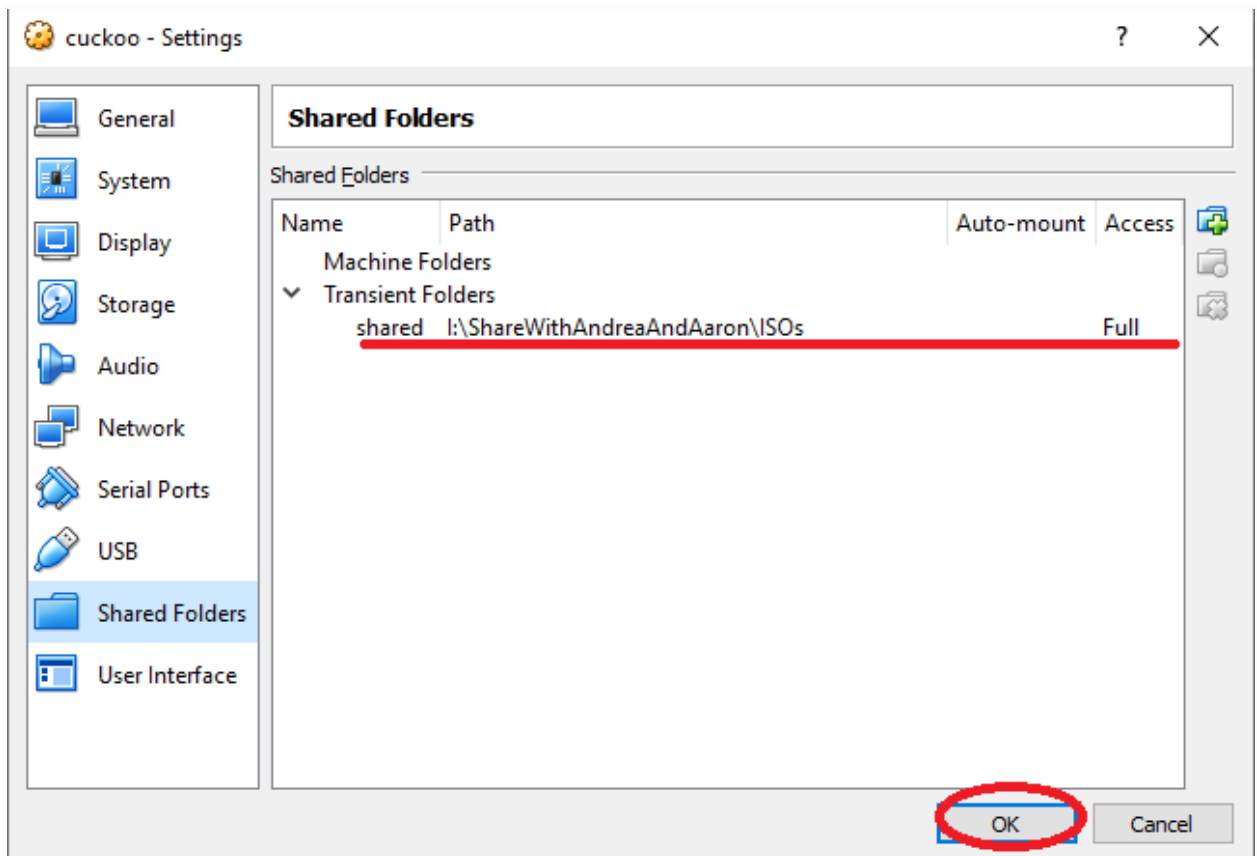 cuckoo - Settings ?
General
System
Display
Storage
Audio
Network
Serial Ports
USB
Shared Folders
User Interface
Shared Folders
Shared Folders
Name Path Auto-mount Access
Machine Folders
Transient Folders
shared I:\ShareWithAndreaAndAaron\ISOs Full
OK Cancel